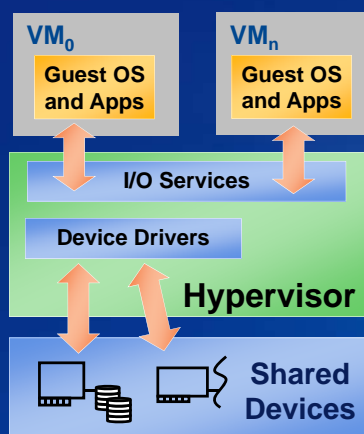 VM₀
VMₙ
Guest OS
and Apps
Guest OS
and Apps
I/O Services
Device Drivers
Hypervisor
Shared
Devices